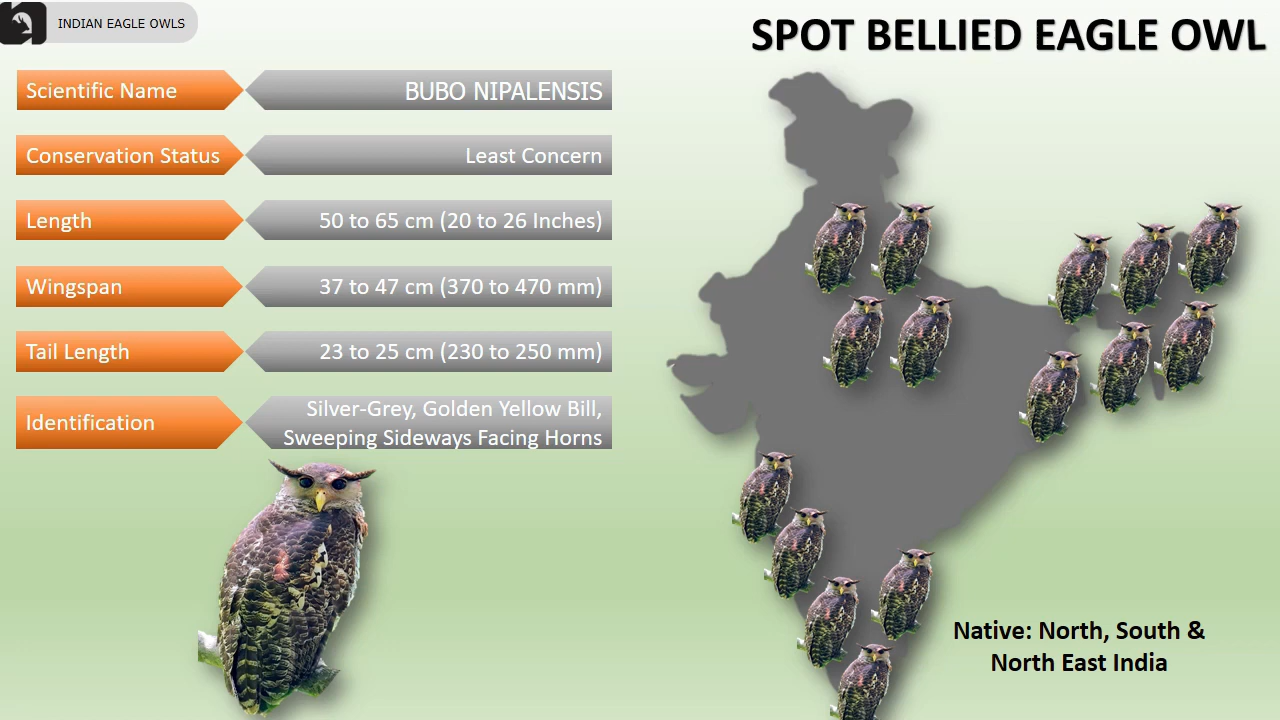 INDIAN EAGLE OWLS
SPOT BELLIED EAGLE OWL
Scientific Name
BUBO NIPALENSIS
Conservation Status
Least Concern
Length
50 to 65 cm (20 to 26 Inches)
Wingspan
37 to 47 cm (370 to 470 mm)
Tail Length
23 to 25 cm (230 to 250 mm)
Identification
Silver-Grey, Golden Yellow Bill,
Sweeping Sideways Facing Horns
Native: North, South &
North East India